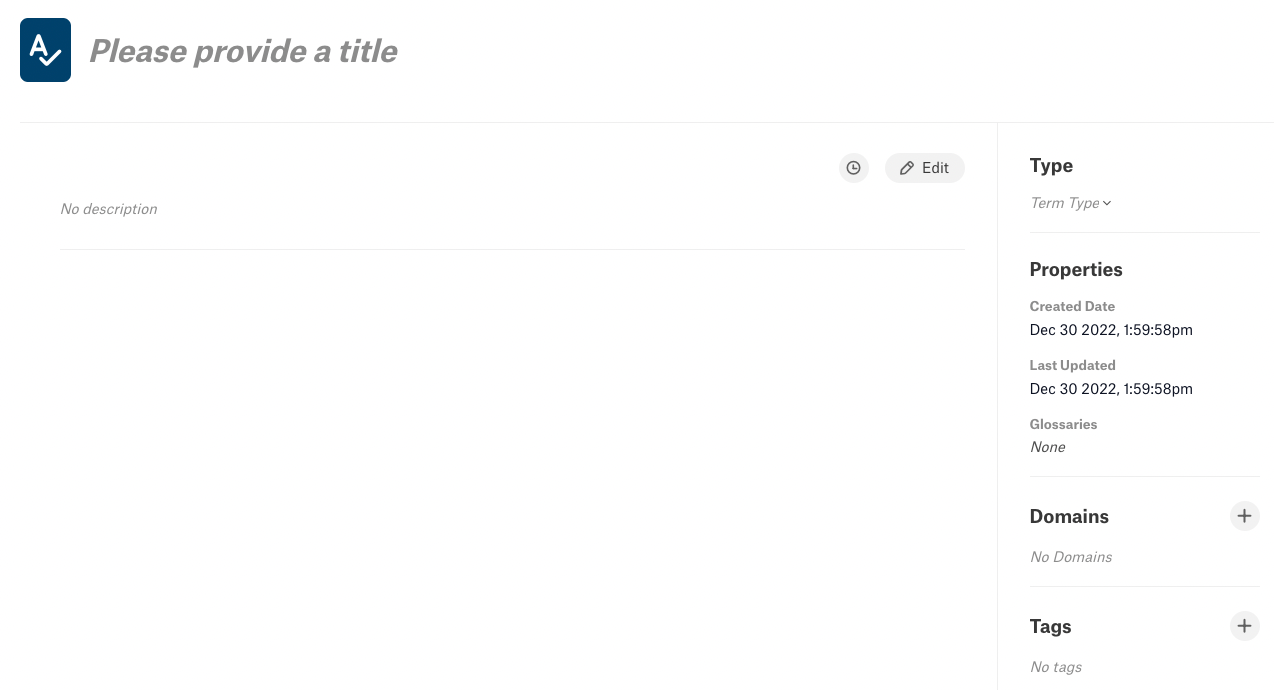 Please provide a title
Edit
No description
Type
Term Type
Properties
Created Date
Dec 30 2022, 1:59:58pm
Last Updated
Dec 30 2022, 1:59:58pm
Glossaries
None
Domains
No Domains
Tags
No tags